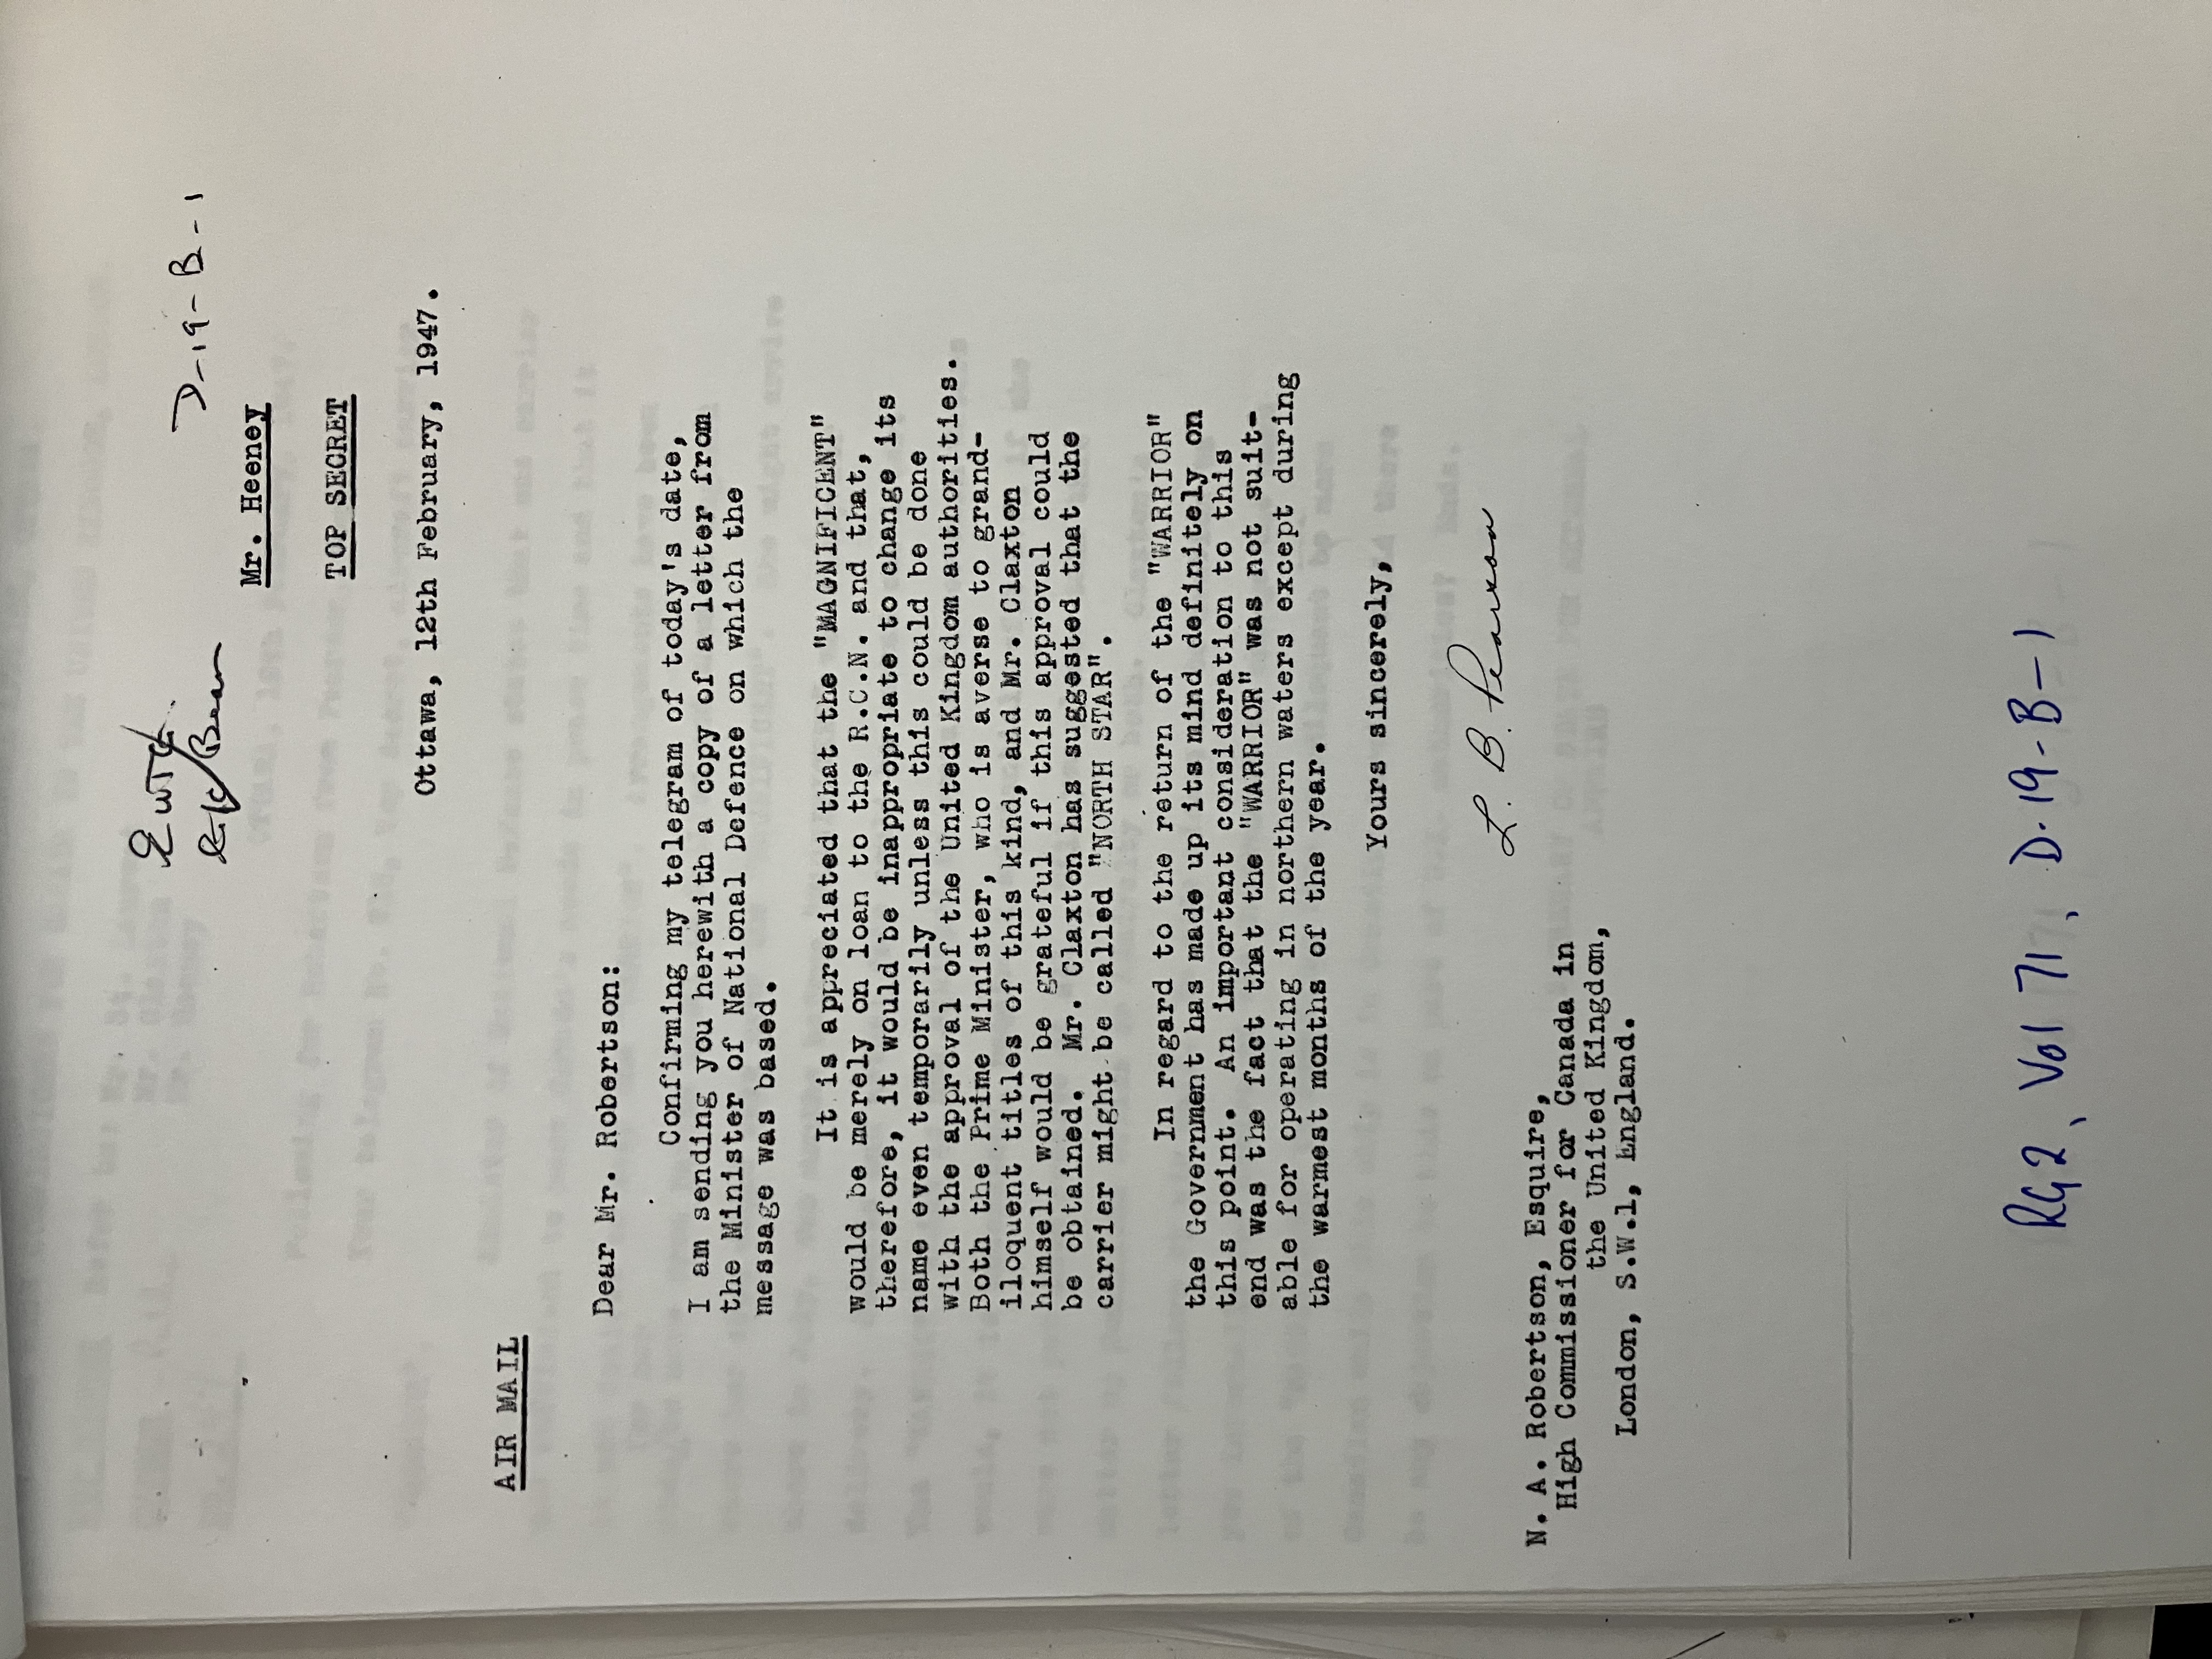 D-19-B-1
Mr. Heeney
TOP SECRET
Ottawa, 12th February, 1947.
AIR MAIL
Dear Mr. Robertson:
Confirming my telegram of today's date,
I am sending you herewith a copy of a letter from
the Minister of National Defence on which the
message was based.
It is appreciated that the "MAGNIFICENT"
would be merely on loan to the R.C.N. and that,
therefore, it would be inappropriate to change its
name even temporarily unless this could be done
with the approval of the United Kingdom authorities.
Both the Prime Minister, who is averse to grand-
iloquent titles of this kind, and Mr. Claxton
himself would be grateful if this approval could
be obtained. Mr. Claxton has suggested that the
carrier might be called "NORTH STAR".
In regard to the return of the "WARRIOR"
the Government has made up its mind definitely on
this point. An important consideration to this
end was the fact that the "WARRIOR" was not suit-
able for operating in northern waters except during
the warmest months of the year.
Yours sincerely,
L. B. Pearson
N. A. Robertson, Esquire,
High Commissioner for Canada in
the United Kingdom,
London, S.W.1, England.
RG2, Vol 71, D-19-B-1